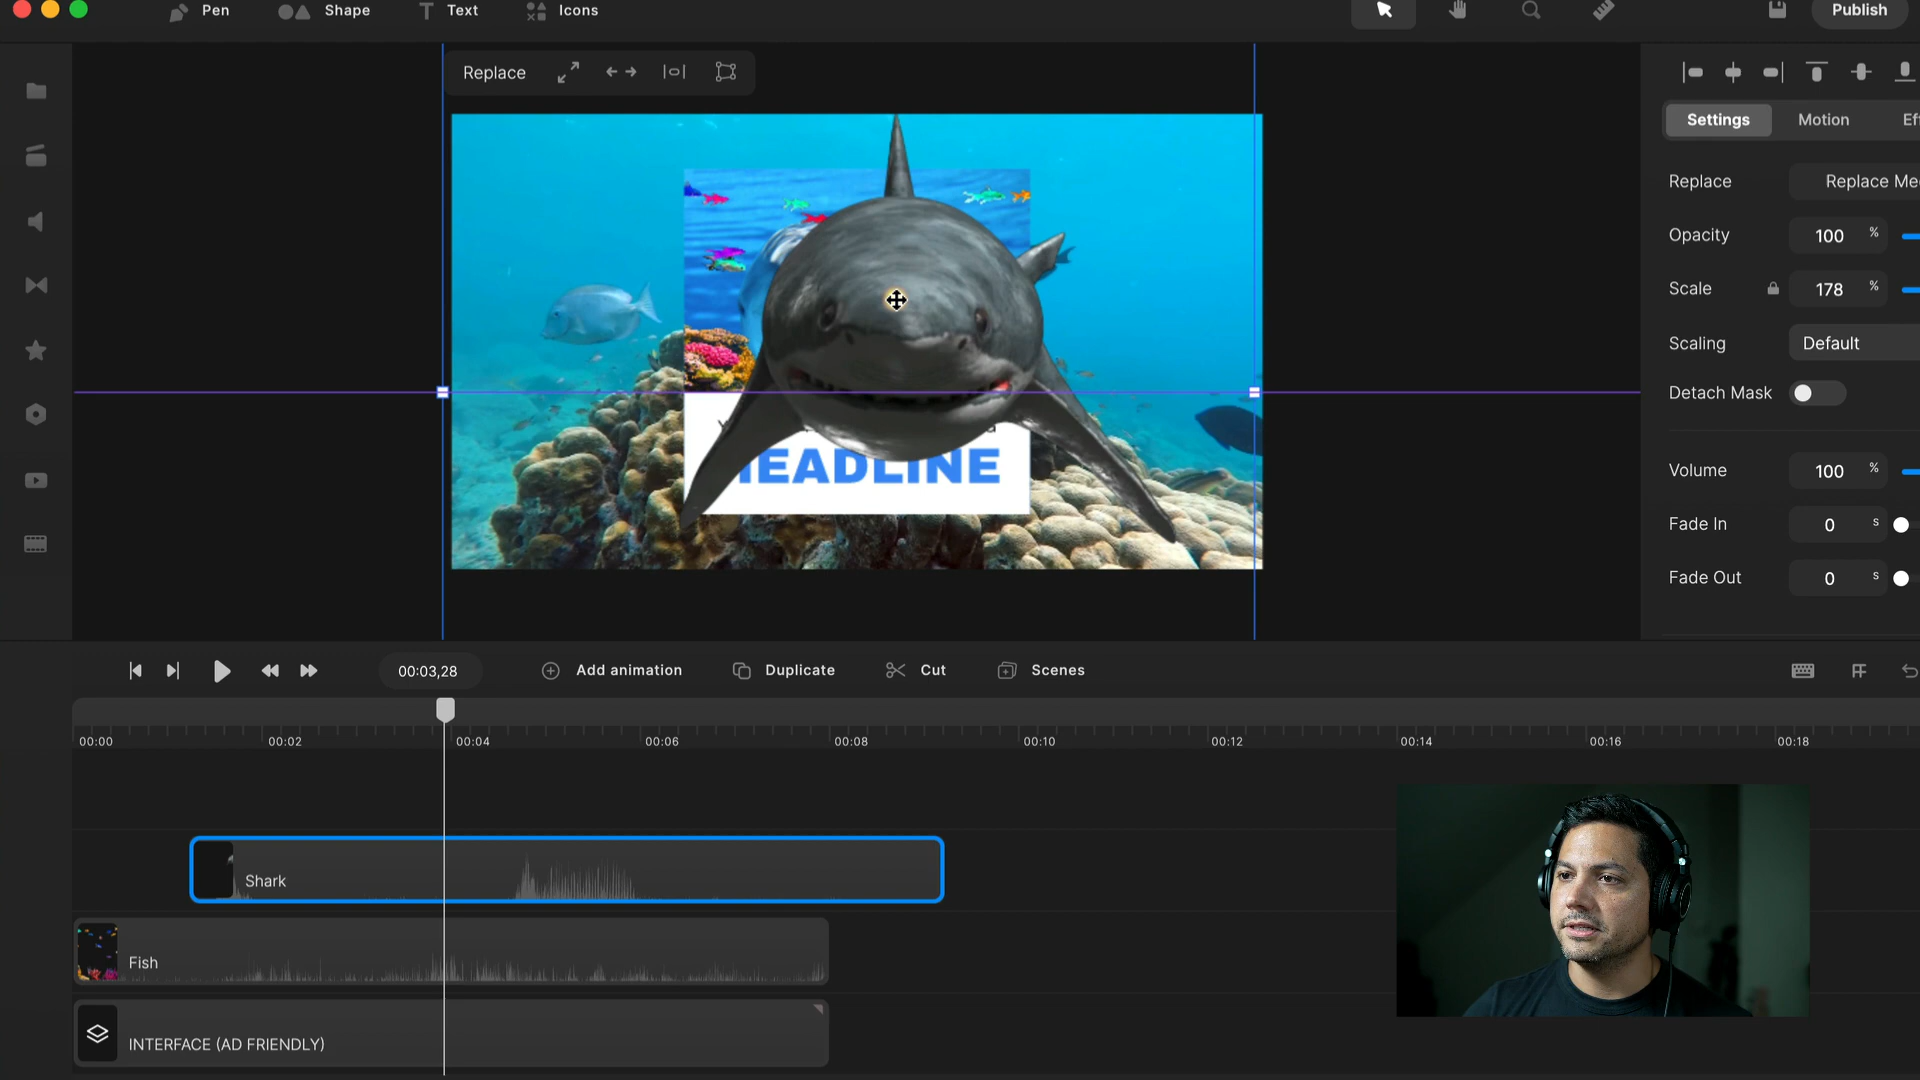 Pen
Shape
Text
Icons
Publish
Replace
Settings
Motion
Replace
Replace Me
Opacity
100 %
Scale
178 %
Scaling
Default
Detach Mask
Volume
100 %
Fade In
0 s
Fade Out
0 s
EADLINE
00:03,28
Add animation
Duplicate
Cut
Scenes
00:00
00:02
00:04
00:06
00:08
00:10
00:12
00:14
00:16
00:18
Shark
Fish
INTERFACE (AD FRIENDLY)